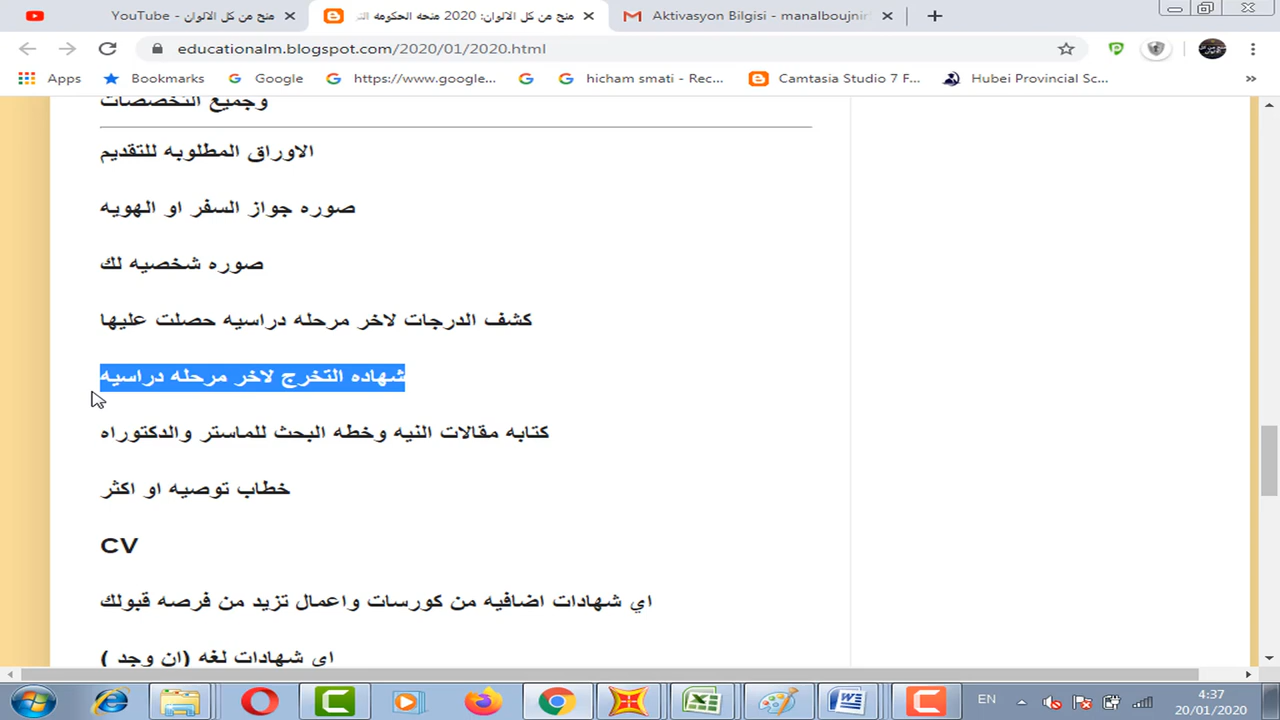 منح من كل الالوان - YouTube
منح من كل الالوان: 2020 منحه الحكومه التر
Aktivasyon Bilgisi - manalboujnir
educationalm.blogspot.com/2020/01/2020.html
Apps
Bookmarks
Google
https://www.google...
hicham smati - Rec...
Camtasia Studio 7 F...
Hubei Provincial Sc...
»
وجميع التخصصات
الاوراق المطلوبه للتقديم
صوره جواز السفر او الهويه
صوره شخصيه لك
كشف الدرجات لاخر مرحله دراسيه حصلت عليها
شهاده التخرج لاخر مرحله دراسيه
كتابه مقالات النيه وخطه البحث للماستر والدكتوراه
خطاب توصيه او اكثر
CV
اي شهادات اضافيه من كورسات واعمال تزيد من فرصه قبولك
اي شهادات لغه (ان وجد )
EN
4:37
20/01/2020